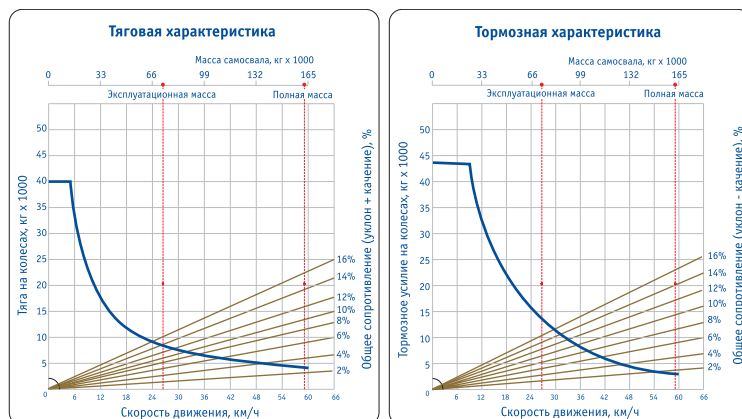 Тяговая характеристика
Масса самосвала, кг х 1000
0 33 66 99 132 165
Эксплуатационная масса Полная масса
50
45
40
35
30
25
20
15
10
5
0
Тяга на колесах, кг х 1000
16%
14%
12%
10%
8%
6%
4%
2%
Общее сопротивление (уклон + качение), %
6 12 18 24 30 36 42 48 54 60 66
Скорость движения, км/ч
Тормозная характеристика
Масса самосвала, кг х 1000
0 33 66 99 132 165
Эксплуатационная масса Полная масса
50
45
40
35
30
25
20
15
10
5
0
Тормозное усилие на колесах, кг х 1000
16%
14%
12%
10%
8%
6%
4%
2%
Общее сопротивление (уклон - качение), %
6 12 18 24 30 36 42 48 54 60 66
Скорость движения, км/ч